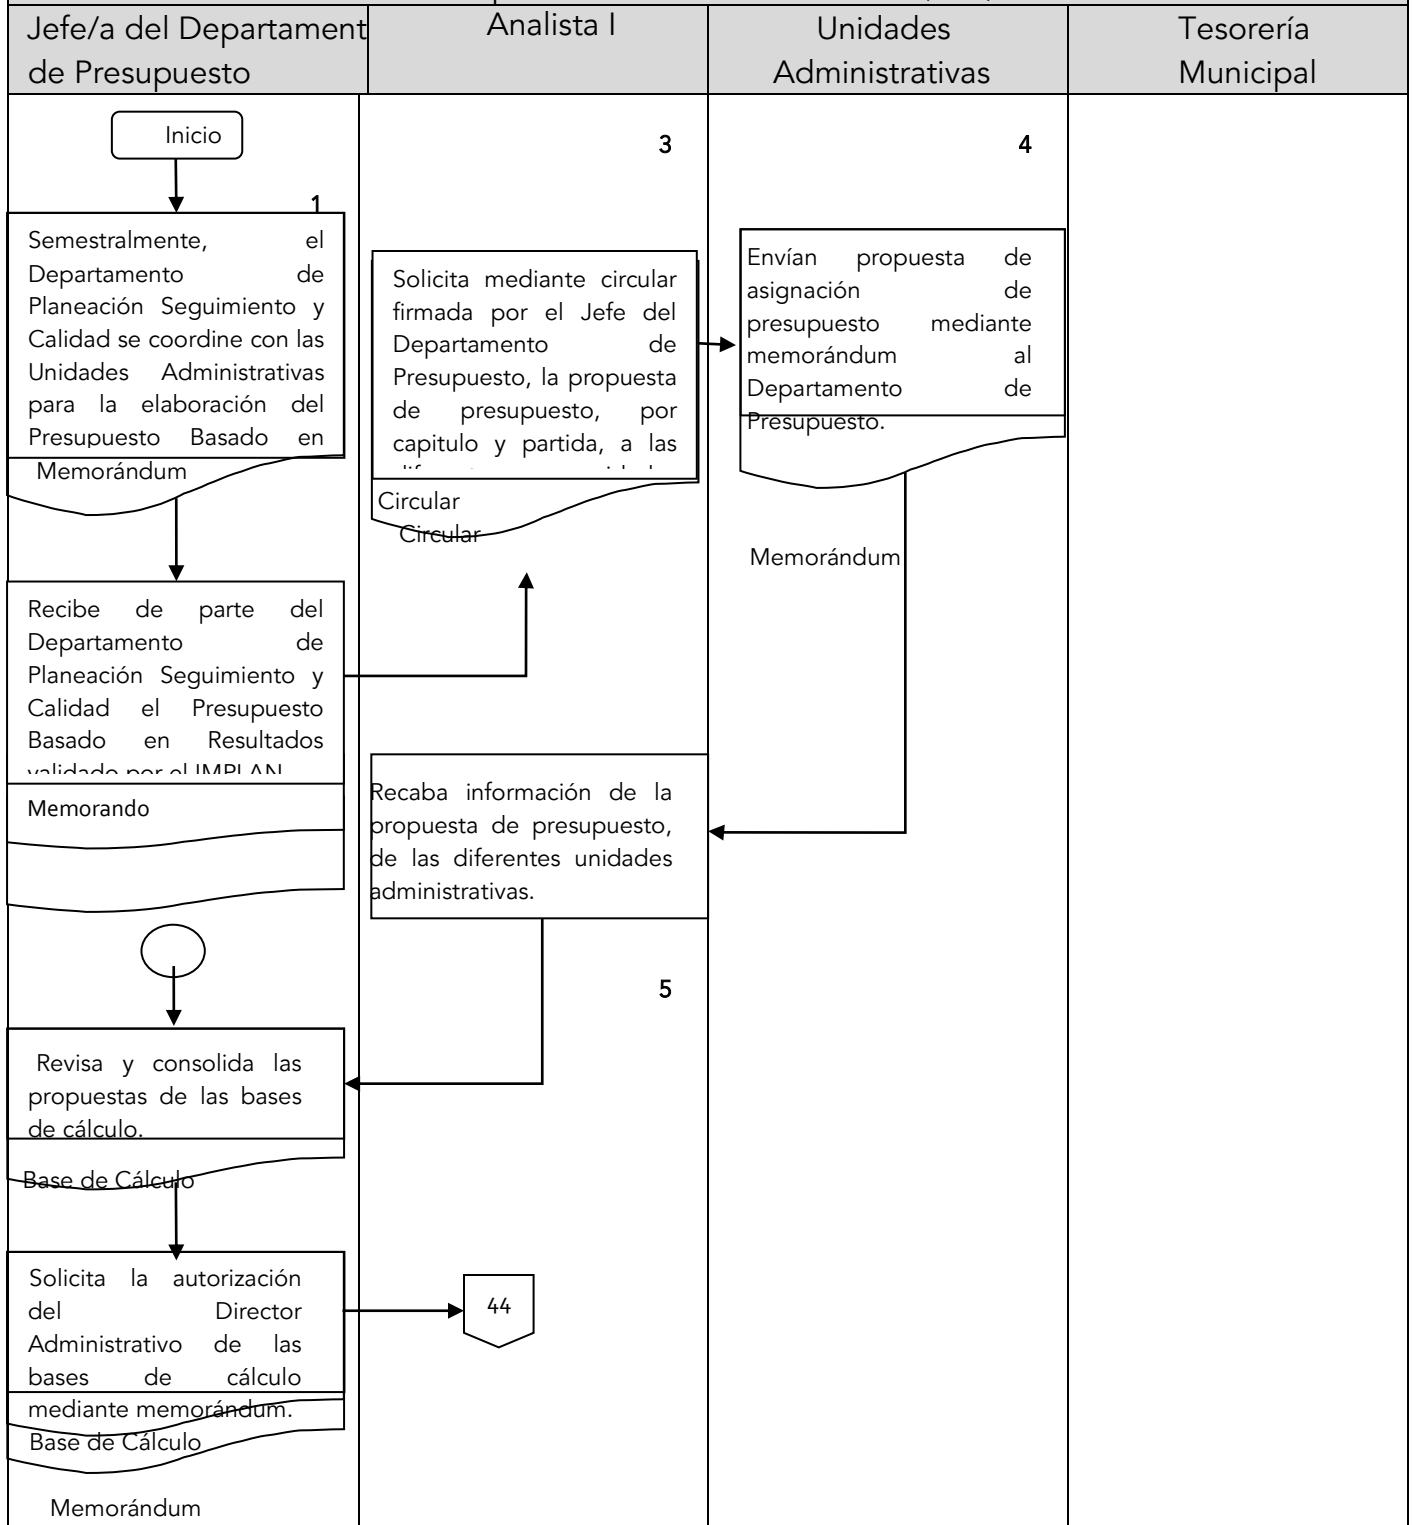 Jefe/a del Departament
de Presupuesto
Analista I
Unidades
Administrativas
Tesorería
Municipal
Inicio
1
Semestralmente, el
Departamento de
Planeación Seguimiento y
Calidad se coordine con las
Unidades Administrativas
para la elaboración del
Presupuesto Basado en
Memorándum
Recibe de parte del
Departamento de
Planeación Seguimiento y
Calidad el Presupuesto
Basado en Resultados
validado por el IMPLAN
Memorando
Revisa y consolida las
propuestas de las bases
de cálculo.
Base de Cálculo
Solicita la autorización
del Director
Administrativo de las
bases de cálculo
mediante memorándum.
Base de Cálculo
Memorándum
3
Solicita mediante circular
firmada por el Jefe del
Departamento de
Presupuesto, la propuesta
de presupuesto, por
capitulo y partida, a las
Circular
Circular
Recaba información de la
propuesta de presupuesto,
de las diferentes unidades
administrativas.
5
44
4
Envían propuesta de
asignación de
presupuesto mediante
memorándum al
Departamento de
Presupuesto.
Memorándum